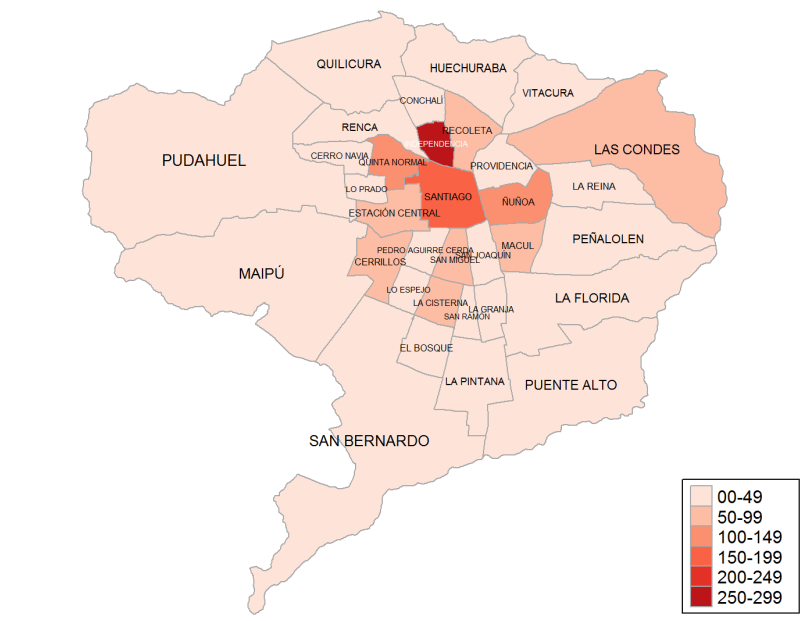 QUILICURA
HUECHURABA
VITACURA
CONCHALÍ
RENCA
RECOLETA
INDEPENDENCIA
LAS CONDES
CERRO NAVIA
QUINTA NORMAL
PROVIDENCIA
PUDAHUEL
LO PRADO
SANTIAGO
ÑUÑOA
LA REINA
ESTACIÓN CENTRAL
PEÑALOLEN
MACUL
PEDRO AGUIRRE CERDA
SAN JOAQUÍN
SAN MIGUEL
CERRILLOS
MAIPÚ
LO ESPEJO
LA CISTERNA
LA GRANJA
SAN RAMÓN
LA FLORIDA
EL BOSQUE
LA PINTANA
PUENTE ALTO
SAN BERNARDO
00-49
50-99
100-149
150-199
200-249
250-299